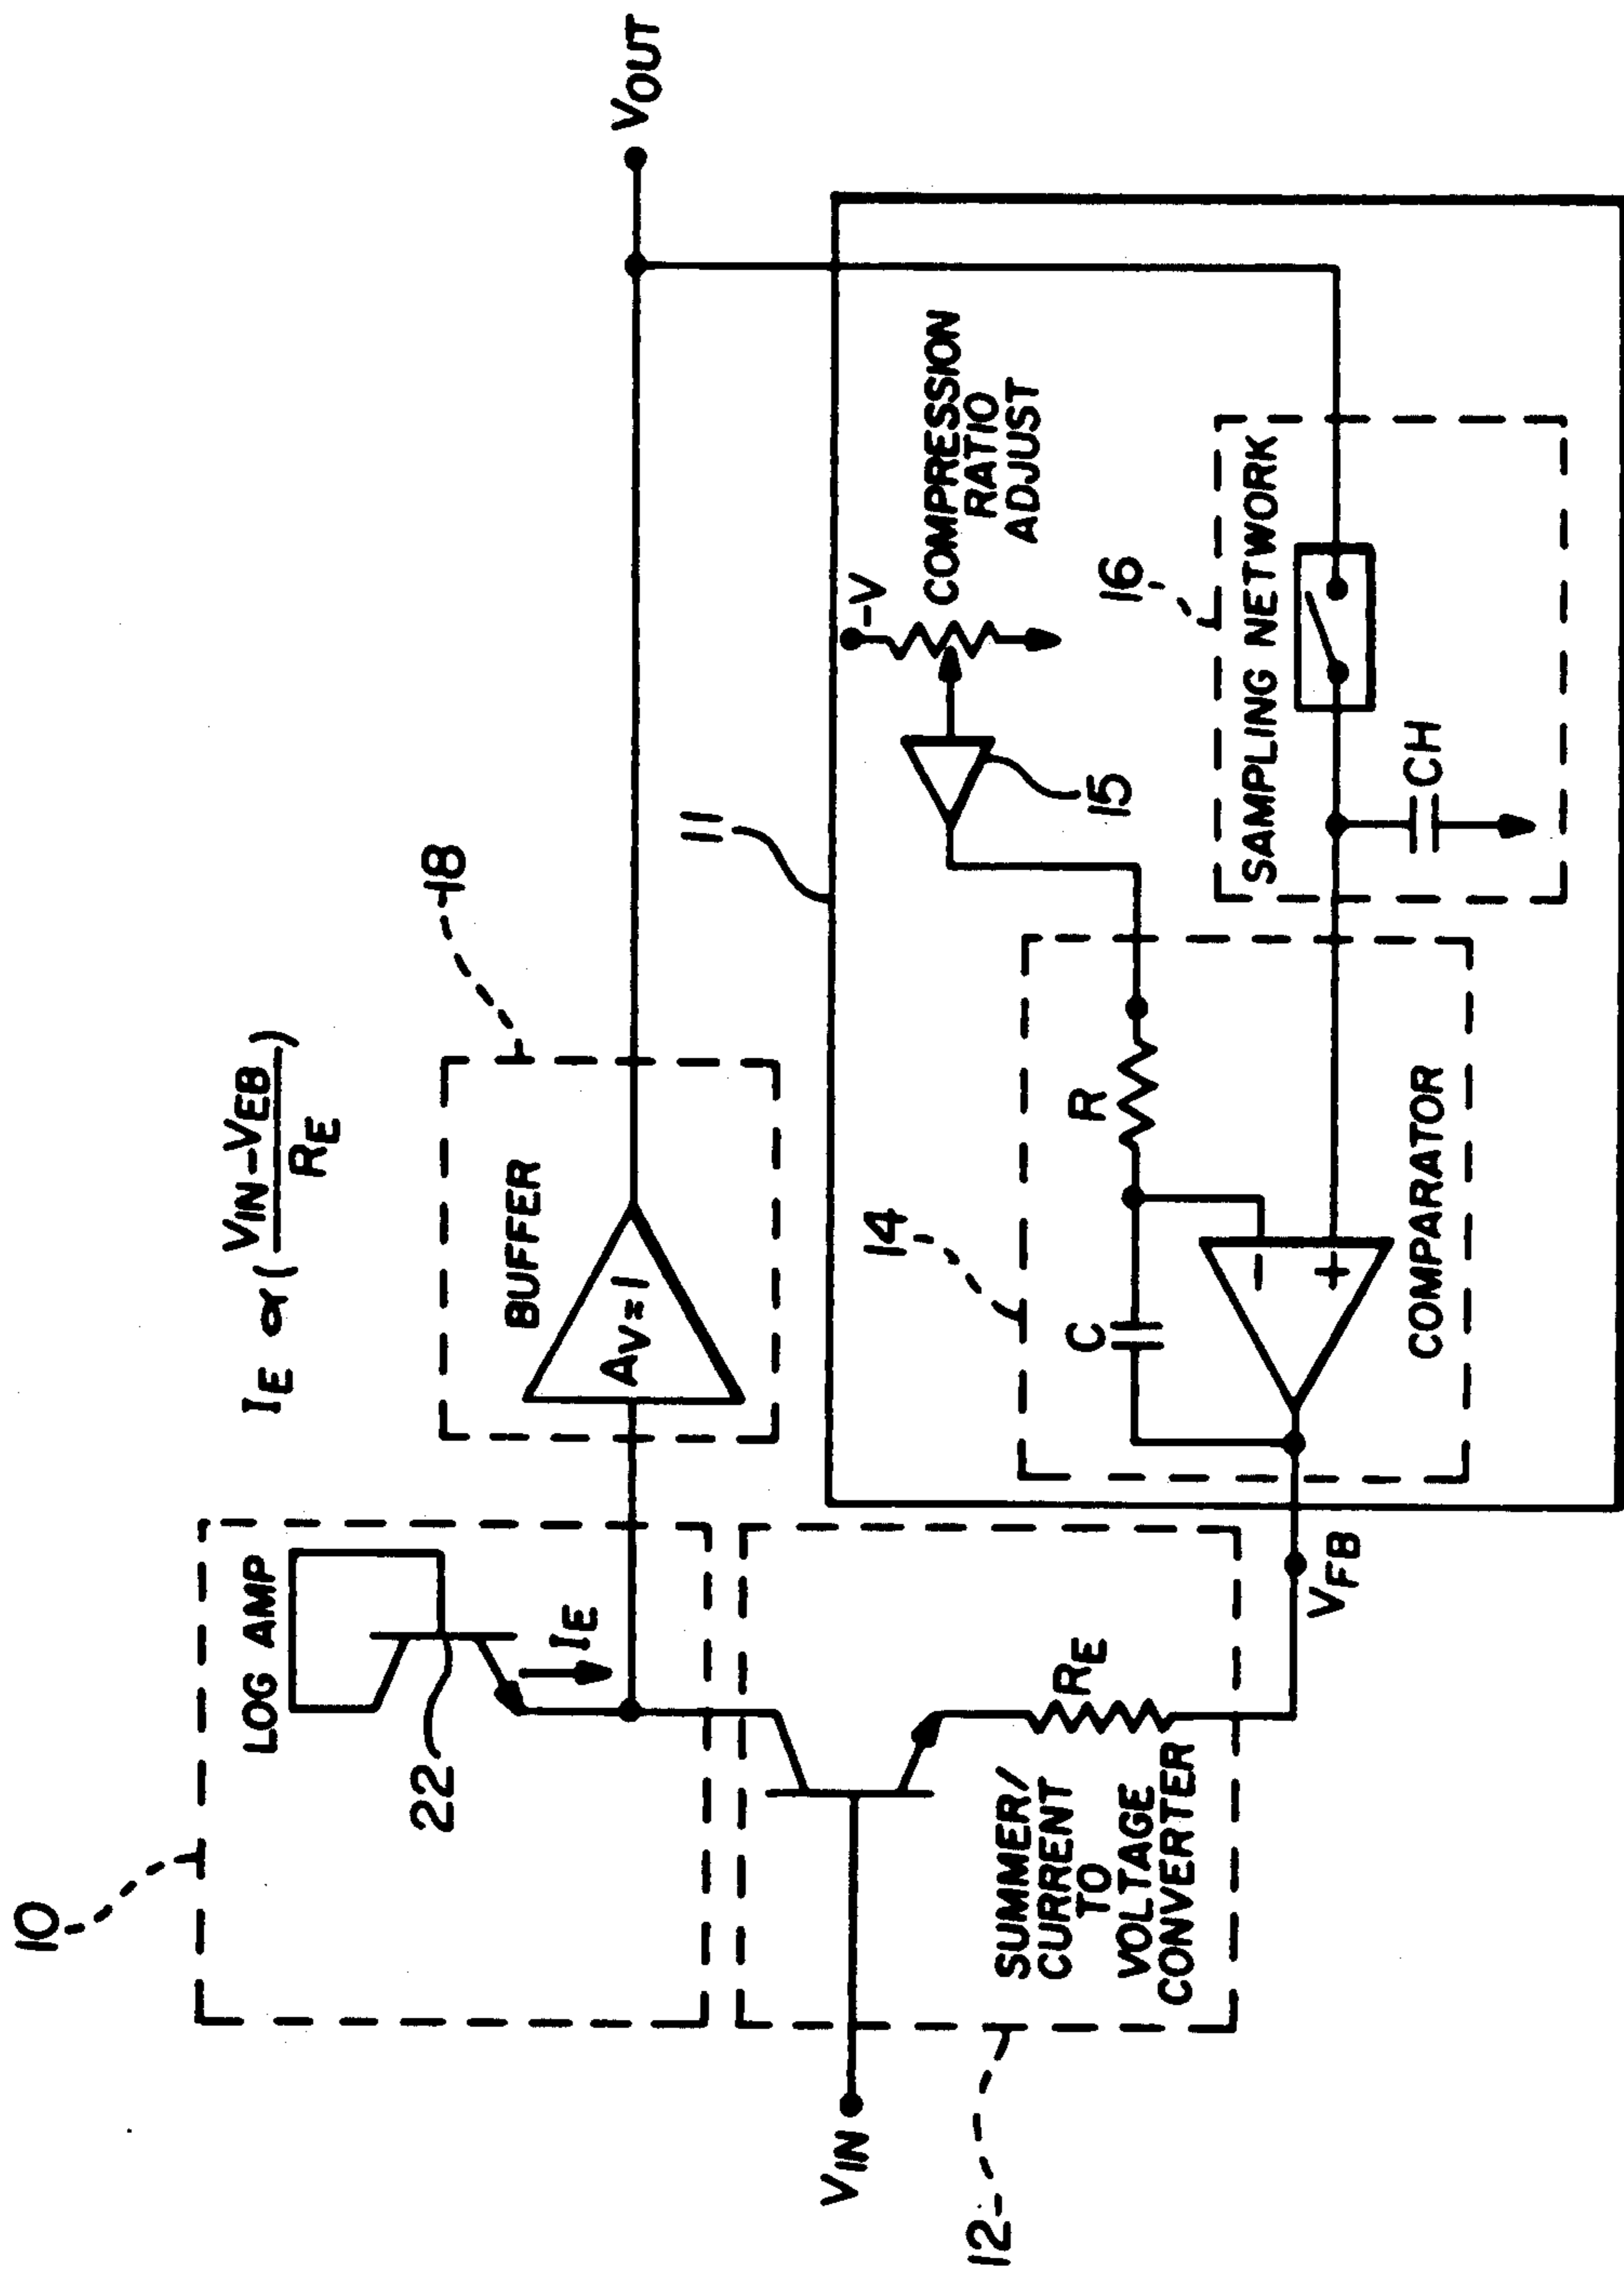 10
LOG AMP
22
IE
IE ∝ (VIN-VEB / RE)
18
BUFFER
AV≈1
VOUT
VIN
12
SUMMER/
CURRENT
TO
VOLTAGE
CONVERTER
RE
VFB
11
14
C
R
-
+
COMPARATOR
15
-V
COMPRESSION
RATIO
ADJUST
16
SAMPLING NETWORK
CH